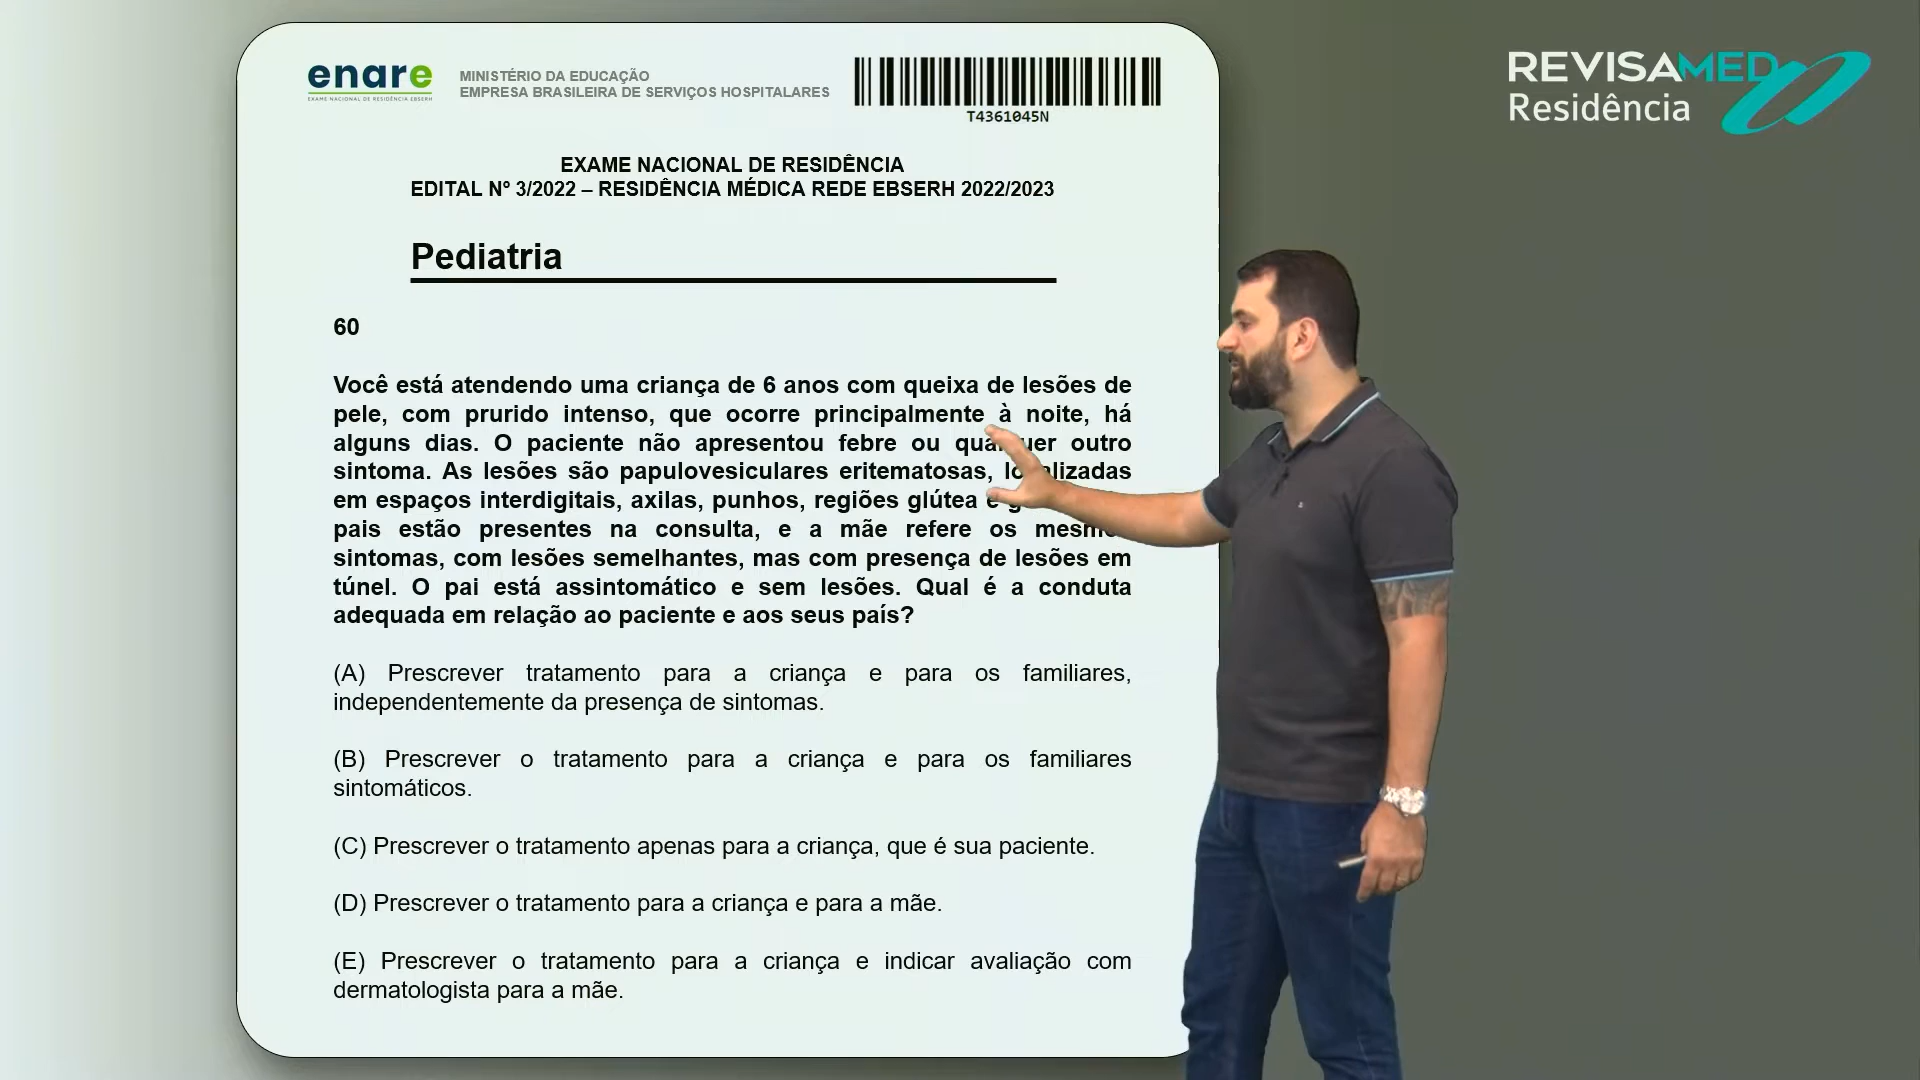 enare
EXAME NACIONAL DE RESIDÊNCIA EBSERH
MINISTÉRIO DA EDUCAÇÃO
EMPRESA BRASILEIRA DE SERVIÇOS HOSPITALARES
T4361045N
REVISAMED
Residência
EXAME NACIONAL DE RESIDÊNCIA
EDITAL Nº 3/2022 – RESIDÊNCIA MÉDICA REDE EBSERH 2022/2023
Pediatria
60
Você está atendendo uma criança de 6 anos com queixa de lesões de
pele, com prurido intenso, que ocorre principalmente à noite, há
alguns dias. O paciente não apresentou febre ou qualquer outro
sintoma. As lesões são papulovesiculares eritematosas, localizadas
em espaços interdigitais, axilas, punhos, regiões glútea e
pais estão presentes na consulta, e a mãe refere os mesmos
sintomas, com lesões semelhantes, mas com presença de lesões em
túnel. O pai está assintomático e sem lesões. Qual é a conduta
adequada em relação ao paciente e aos seus país?
(A) Prescrever tratamento para a criança e para os familiares,
independentemente da presença de sintomas.
(B) Prescrever o tratamento para a criança e para os familiares
sintomáticos.
(C) Prescrever o tratamento apenas para a criança, que é sua paciente.
(D) Prescrever o tratamento para a criança e para a mãe.
(E) Prescrever o tratamento para a criança e indicar avaliação com
dermatologista para a mãe.